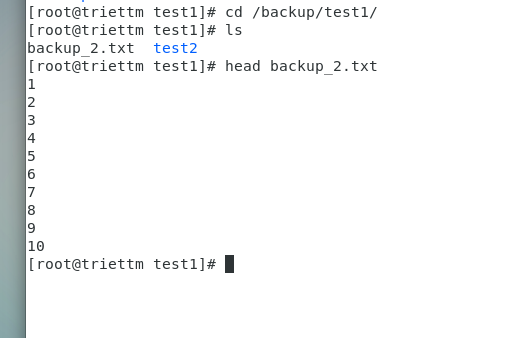 [root@triettm test1]# cd /backup/test1/
[root@triettm test1]# ls
backup_2.txt  test2
[root@triettm test1]# head backup_2.txt
1
2
3
4
5
6
7
8
9
10
[root@triettm test1]#